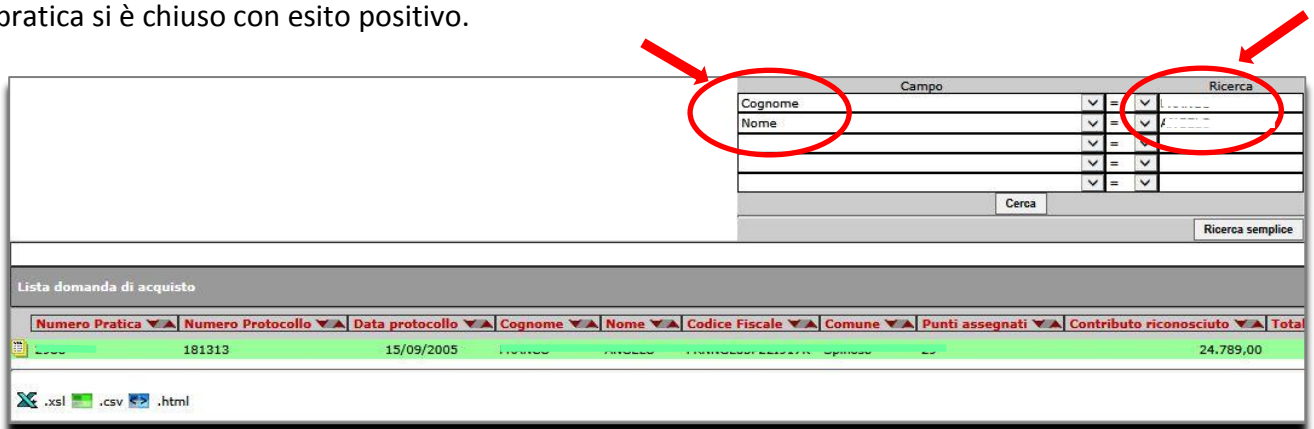 pratica si è chiuso con esito positivo.
Campo Ricerca
Cognome =
Nome =
=
=
=
Cerca
Ricerca semplice
Lista domanda di acquisto
Numero Pratica Numero Protocollo Data protocollo Cognome Nome Codice Fiscale Comune Punti assegnati Contributo riconosciuto Total
181313 15/09/2005 24.789,00
.xsl .csv .html